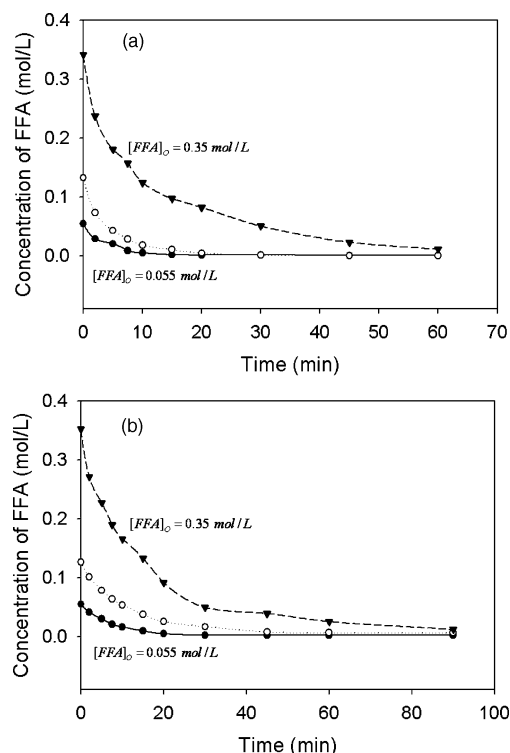 (a)
0.4
0.3
0.2
0.1
0.0
Concentration of FFA (mol/L)
[FFA]O = 0.35 mol/L
[FFA]O = 0.055 mol/L
0 10 20 30 40 50 60 70
Time (min)
(b)
0.4
0.3
0.2
0.1
0.0
Concentration of FFA (mol/L)
[FFA]O = 0.35 mol/L
[FFA]O = 0.055 mol/L
0 20 40 60 80 100
Time (min)